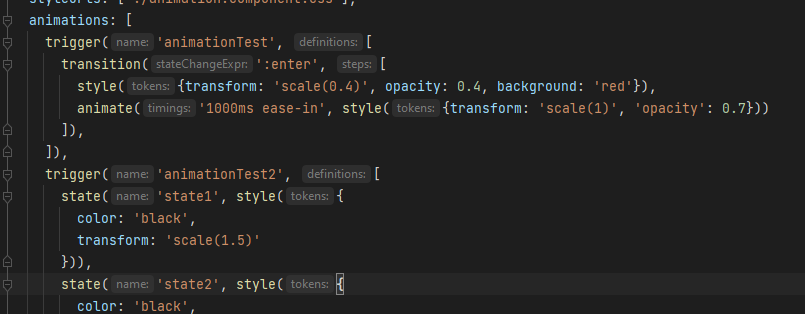 styleUrls: ['./animation.component.css'],
animations: [
trigger( name: 'animationTest', definitions: [
transition( stateChangeExpr: ':enter', steps: [
style( tokens: {transform: 'scale(0.4)', opacity: 0.4, background: 'red'}),
animate( timings: '1000ms ease-in', style( tokens: {transform: 'scale(1)', 'opacity': 0.7}))
]),
]),
trigger( name: 'animationTest2', definitions: [
state( name: 'state1', style( tokens: {
color: 'black',
transform: 'scale(1.5)'
})),
state( name: 'state2', style( tokens: {
color: 'black',